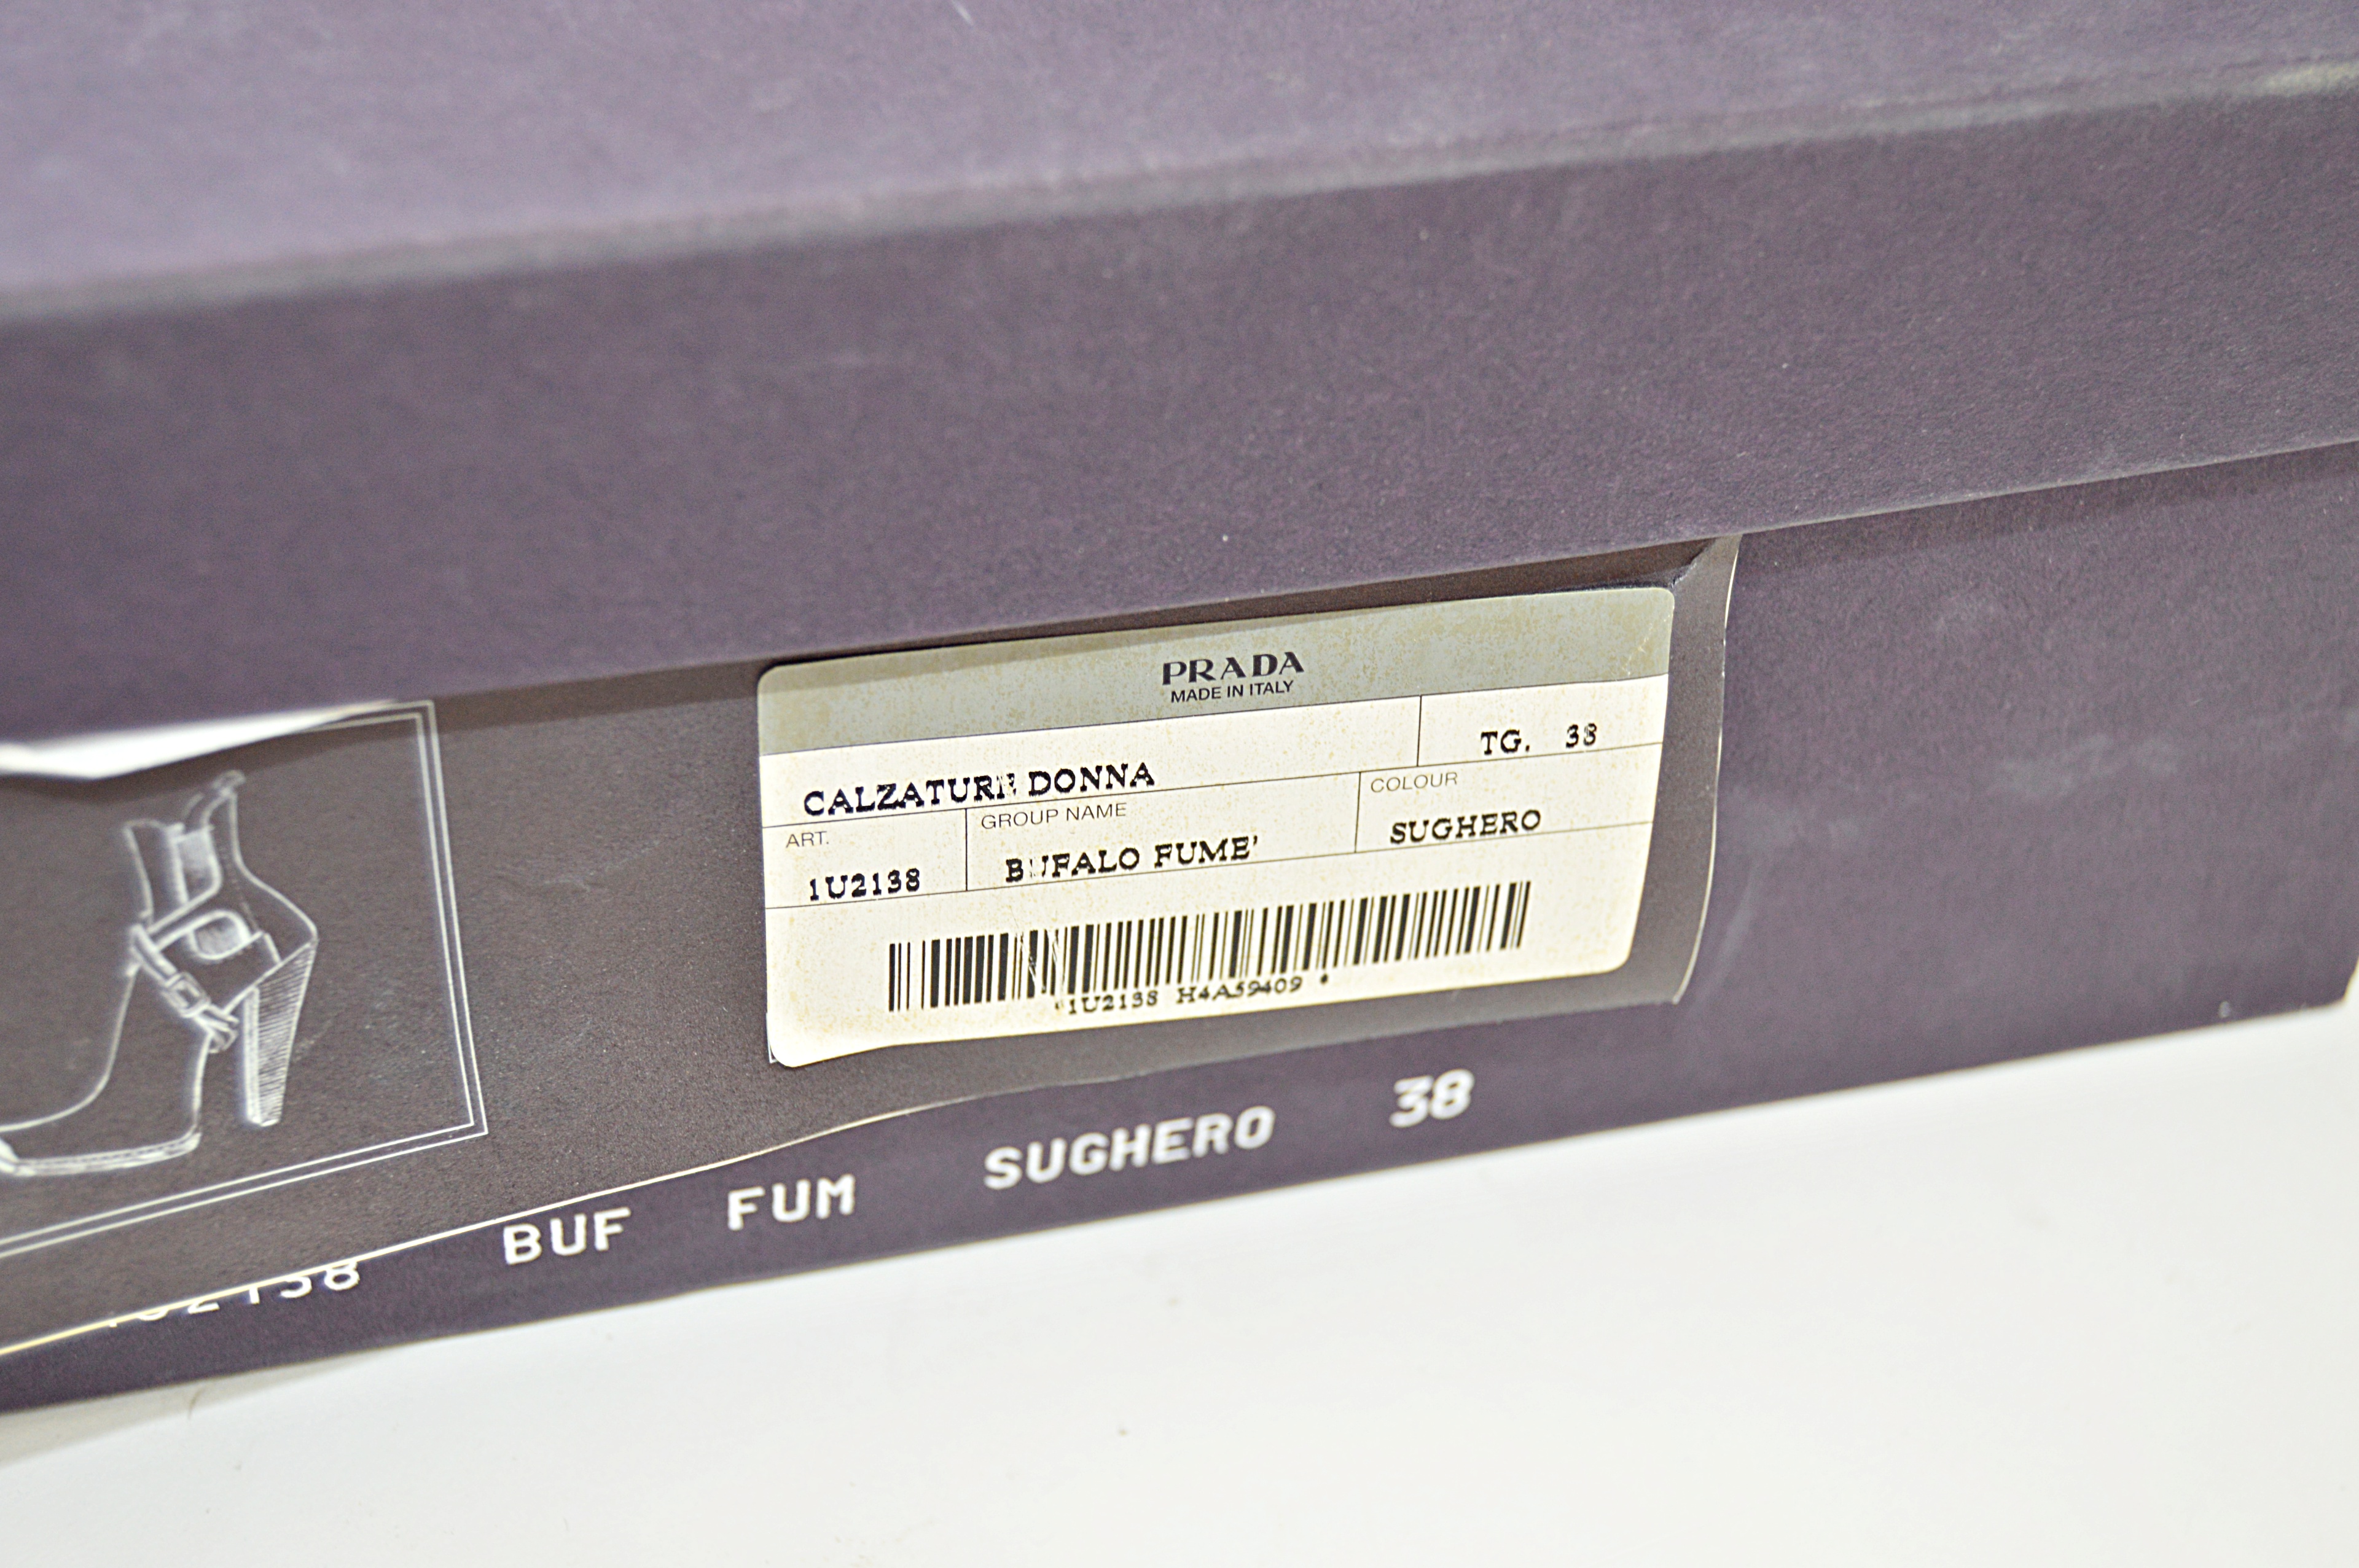 PRADA
MADE IN ITALY
TG. 38
CALZATURE DONNA
ART.
GROUP NAME
COLOUR
1U2138
BUFALO FUME'
SUGHERO
1U2138 H4A59409 *
1U2138 BUF FUM SUGHERO 38